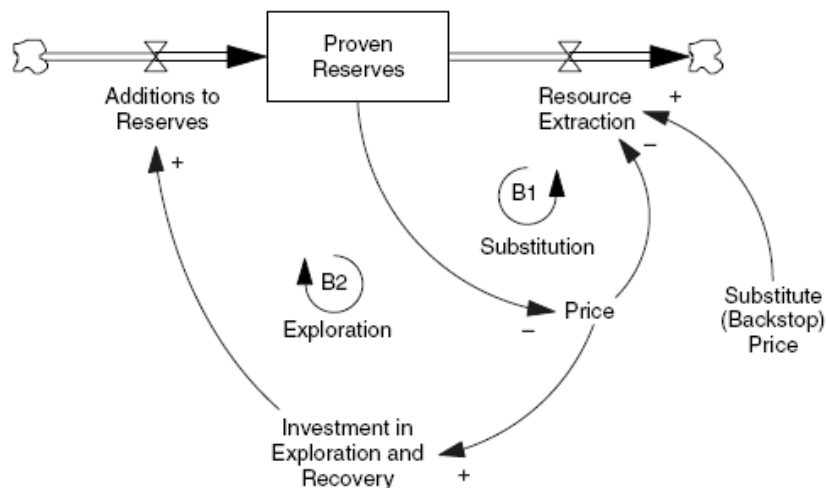 Proven
Reserves
Additions to
Reserves
Resource
Extraction
+
–
+
B1
Substitution
B2
Exploration
Price
–
Substitute
(Backstop)
Price
Investment in
Exploration and
Recovery
+